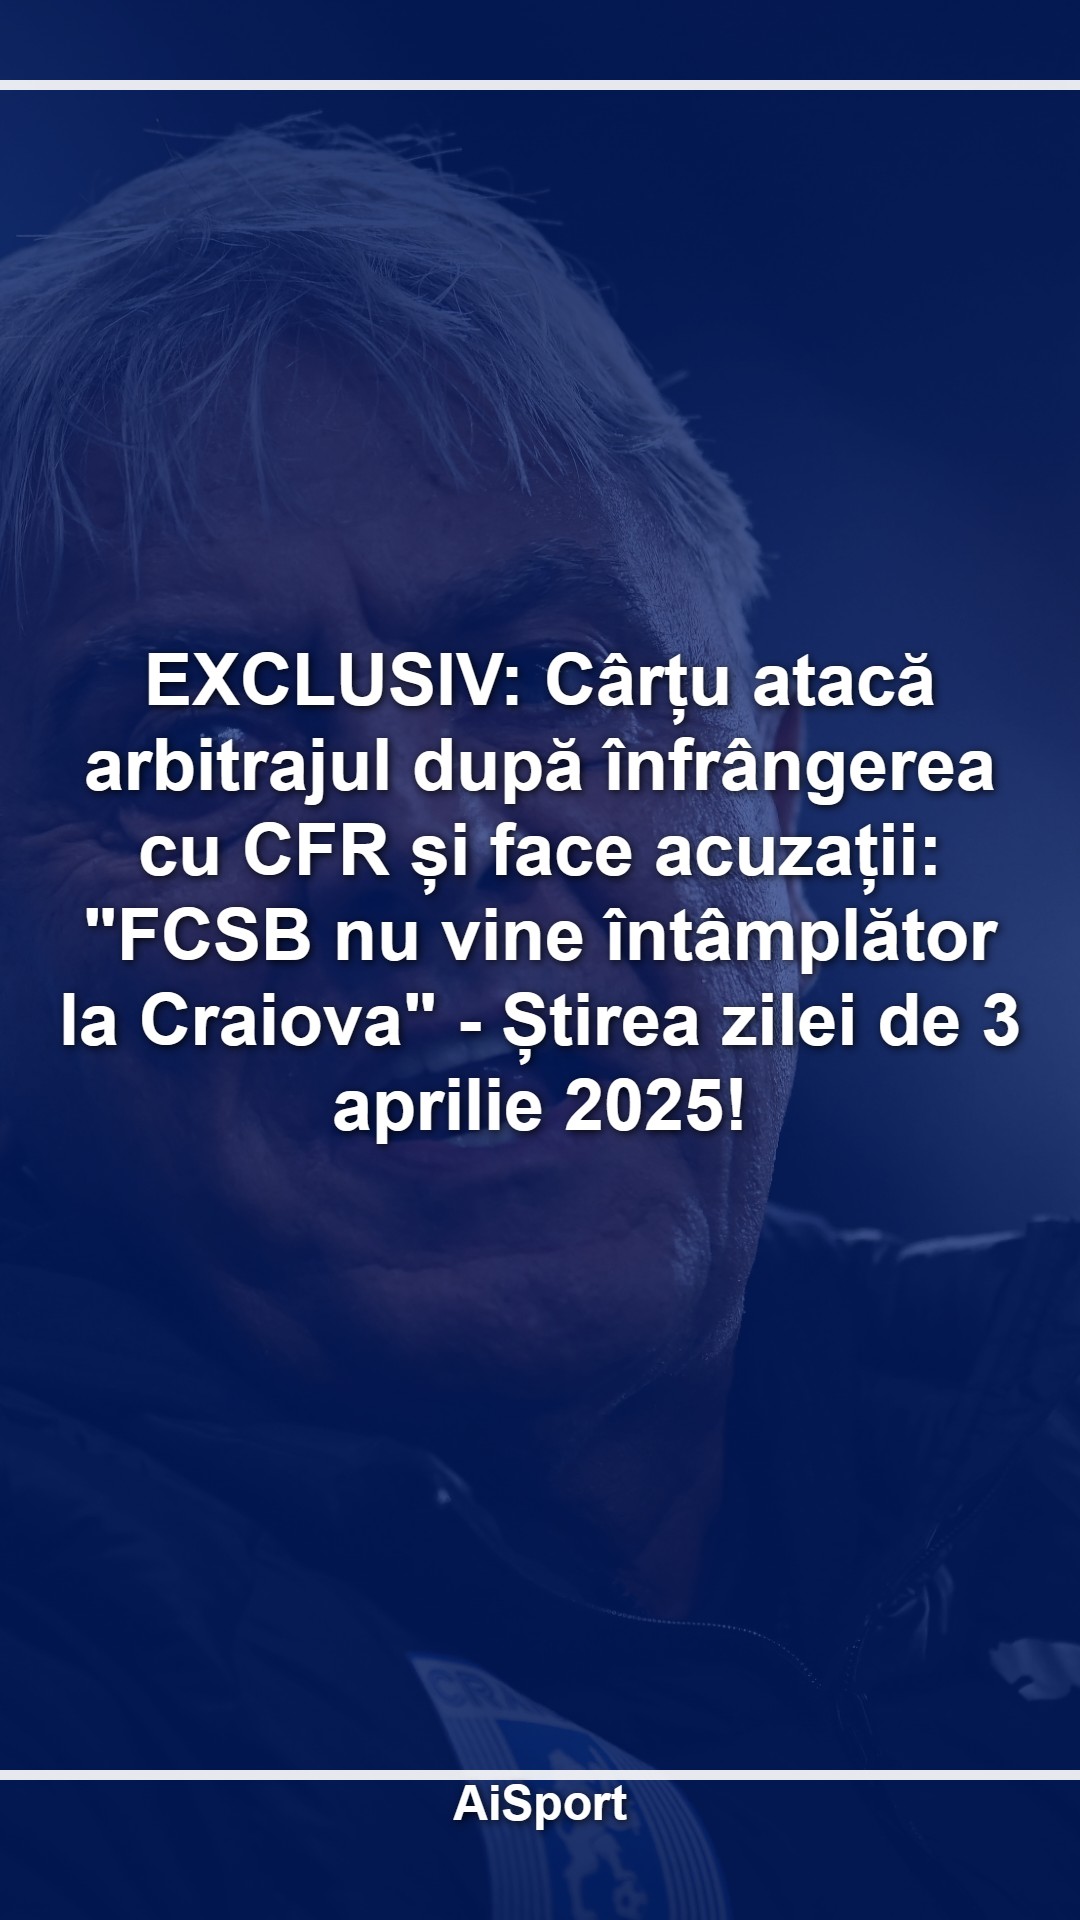 EXCLUSIV: Cârțu atacă
arbitrajul după înfrângerea
cu CFR și face acuzații:
"FCSB nu vine întâmplător
la Craiova" - Știrea zilei de 3
aprilie 2025!
AiSport